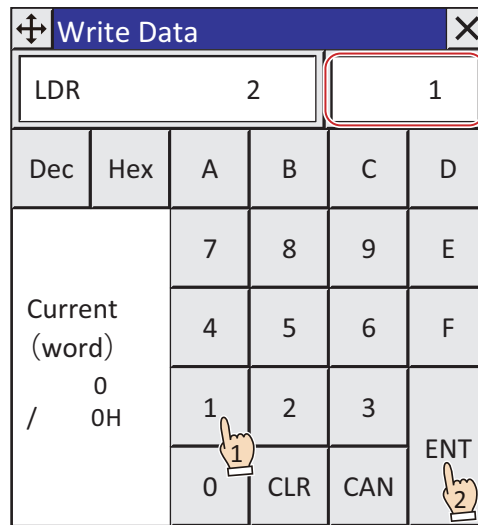 Write Data
LDR 2 1
Dec Hex A B C D
7 8 9 E
Current
（word）
0
/ 0H
4 5 6 F
1 2 3
1
ENT
2
0 CLR CAN